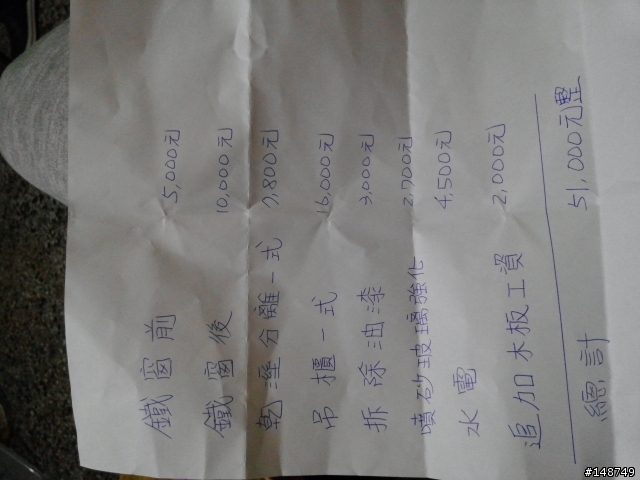 鐵窗前 5,000元
鐵窗後 10,000元
乾溼分離一式 7,800元
吊櫃一式 16,000元
拆除油漆 3,000元
噴砂玻璃強化 2,700元
水電 4,500元
追加木板工資 2,000元
總計 51,000元整
#148749